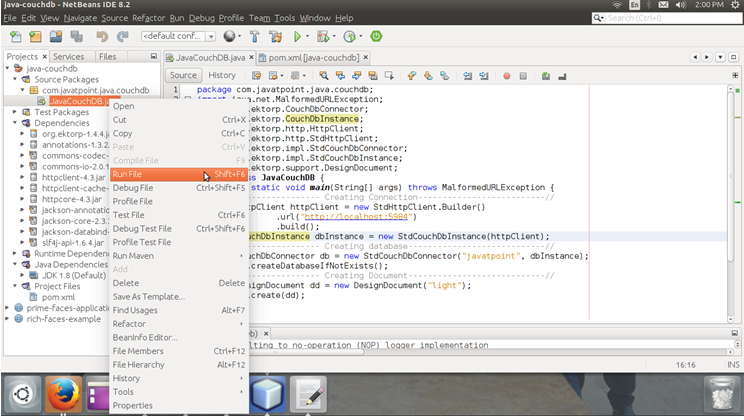 java-couchdb - NetBeans IDE 8.2
En
2:00 PM
File Edit View Navigate Source Refactor Run Debug Profile Team Tools Window Help
Search (Ctrl+I)
<default conf...
Projects Files Services
JavaCouchDB.java pom.xml [java-couchdb]
java-couchdb
Source Packages
com.javatpoint.java.couchdb
JavaCouchDB.jav
Test Packages
Dependencies
org.ektorp-1.4.4.ja
annotations-1.3.2.
commons-codec-
commons-io-2.0.1
httpclient-4.3.jar
httpclient-cache-
httpcore-4.3.jar
jackson-annotatio
jackson-core-2.3.
jackson-databind-
slf4j-api-1.6.4.jar
Runtime Dependenc
Java Dependencies
JDK 1.8 (Default)
Project Files
pom.xml
prime-faces-applicatio
rich-faces-example
Open
Cut Ctrl+X
Copy Ctrl+C
Paste Ctrl+V
Compile File F9
Run File Shift+F6
Debug File Ctrl+Shift+F5
Profile File
Test File Ctrl+F6
Debug Test File Ctrl+Shift+F6
Profile Test File
Run Maven
Add
Delete Delete
Save As Template...
Find Usages Alt+F7
Refactor
BeanInfo Editor...
File Members Ctrl+F12
File Hierarchy Alt+F12
History
Tools
Properties
Source History
1 package com.javatpoint.java.couchdb;
import java.net.MalformedURLException;
.ektorp.CouchDbConnector;
.ektorp.CouchDbInstance;
.ektorp.http.HttpClient;
.ektorp.http.StdHttpClient;
.ektorp.impl.StdCouchDbConnector;
.ektorp.impl.StdCouchDbInstance;
.ektorp.support.DesignDocument;
ss JavaCouchDB {
static void main(String[] args) throws MalformedURLException {
--------------- Creating Connection--------------------------//
tpClient httpClient = new StdHttpClient.Builder()
.url("http://localhost:5984")
.build();
uchDbInstance dbInstance = new StdCouchDbInstance(httpClient);
--------------- Creating database----------------------------//
uchDbConnector db = new StdCouchDbConnector("javatpoint", dbInstance);
.createDatabaseIfNotExists();
--------------- Creating Document----------------------------//
signDocument dd = new DesignDocument("light");
.create(dd);
b)
lting to no-operation (NOP) logger implementation
16:16 INS